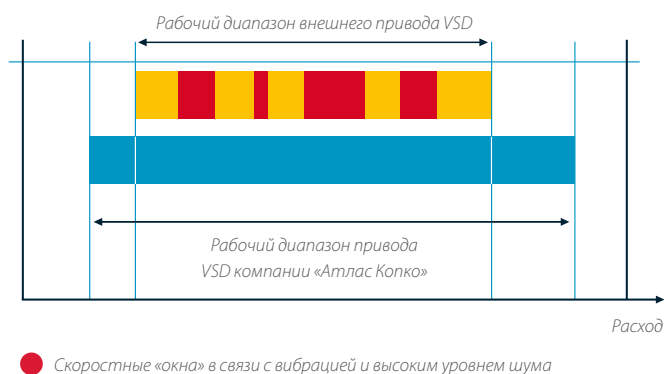 Рабочий диапазон внешнего привода VSD
Рабочий диапазон привода
VSD компании «Атлас Копко»
Расход
Скоростные «окна» в связи с вибрацией и высоким уровнем шума